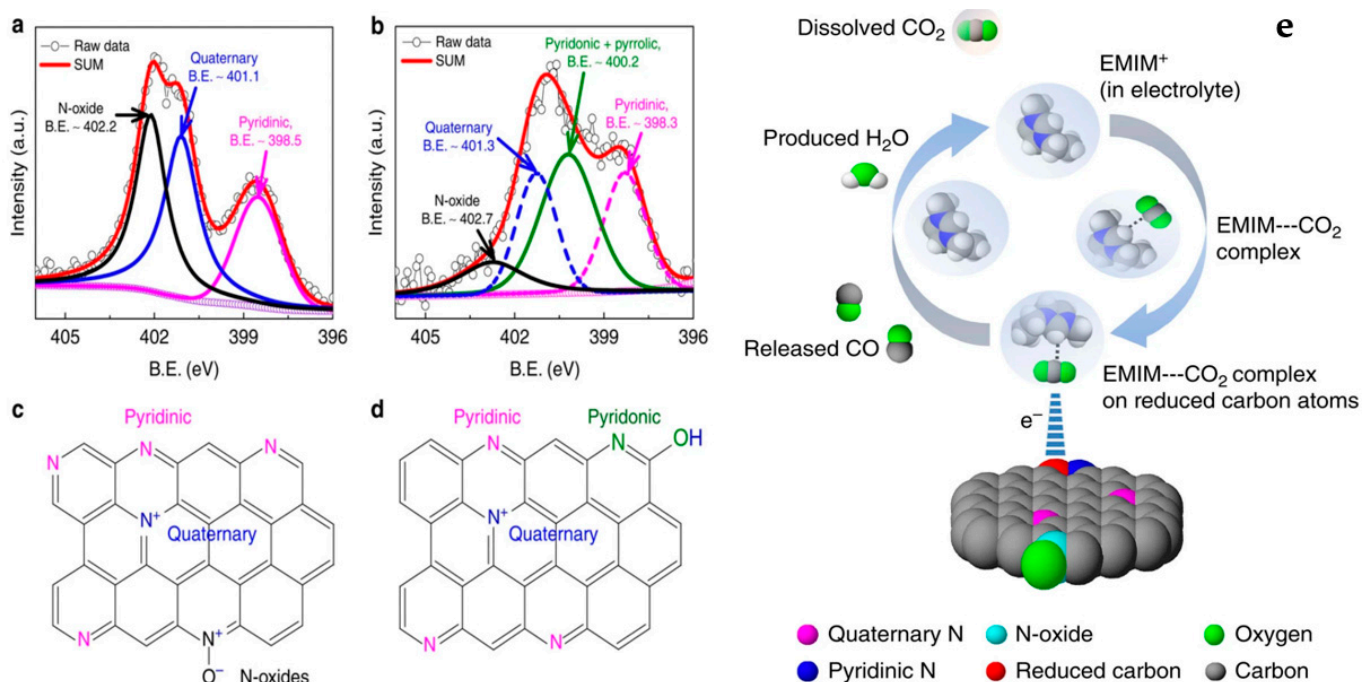 a
Raw data
SUM
Quaternary
B.E. ~ 401.1
N-oxide
B.E. ~ 402.2
Pyridinic,
B.E. ~ 398.5
Intensity (a.u.)
405 402 399 396
B.E. (eV)
b
Raw data
SUM
Pyridonic + pyrrolic,
B.E. ~ 400.2
Quaternary
B.E. ~ 401.3
Pyridinic,
B.E. ~ 398.3
N-oxide
B.E. ~ 402.7
Intensity (a.u.)
405 402 399 396
B.E. (eV)
c
Pyridinic
N
N
N
N⁺
Quaternary
N
N⁺
O⁻
N-oxides
d
Pyridinic
Pyridonic
N
N
OH
N⁺
Quaternary
N
N
e
Dissolved CO₂
EMIM⁺
(in electrolyte)
Produced H₂O
EMIM---CO₂
complex
Released CO
EMIM---CO₂ complex
on reduced carbon atoms
e⁻
Quaternary N
N-oxide
Oxygen
Pyridinic N
Reduced carbon
Carbon